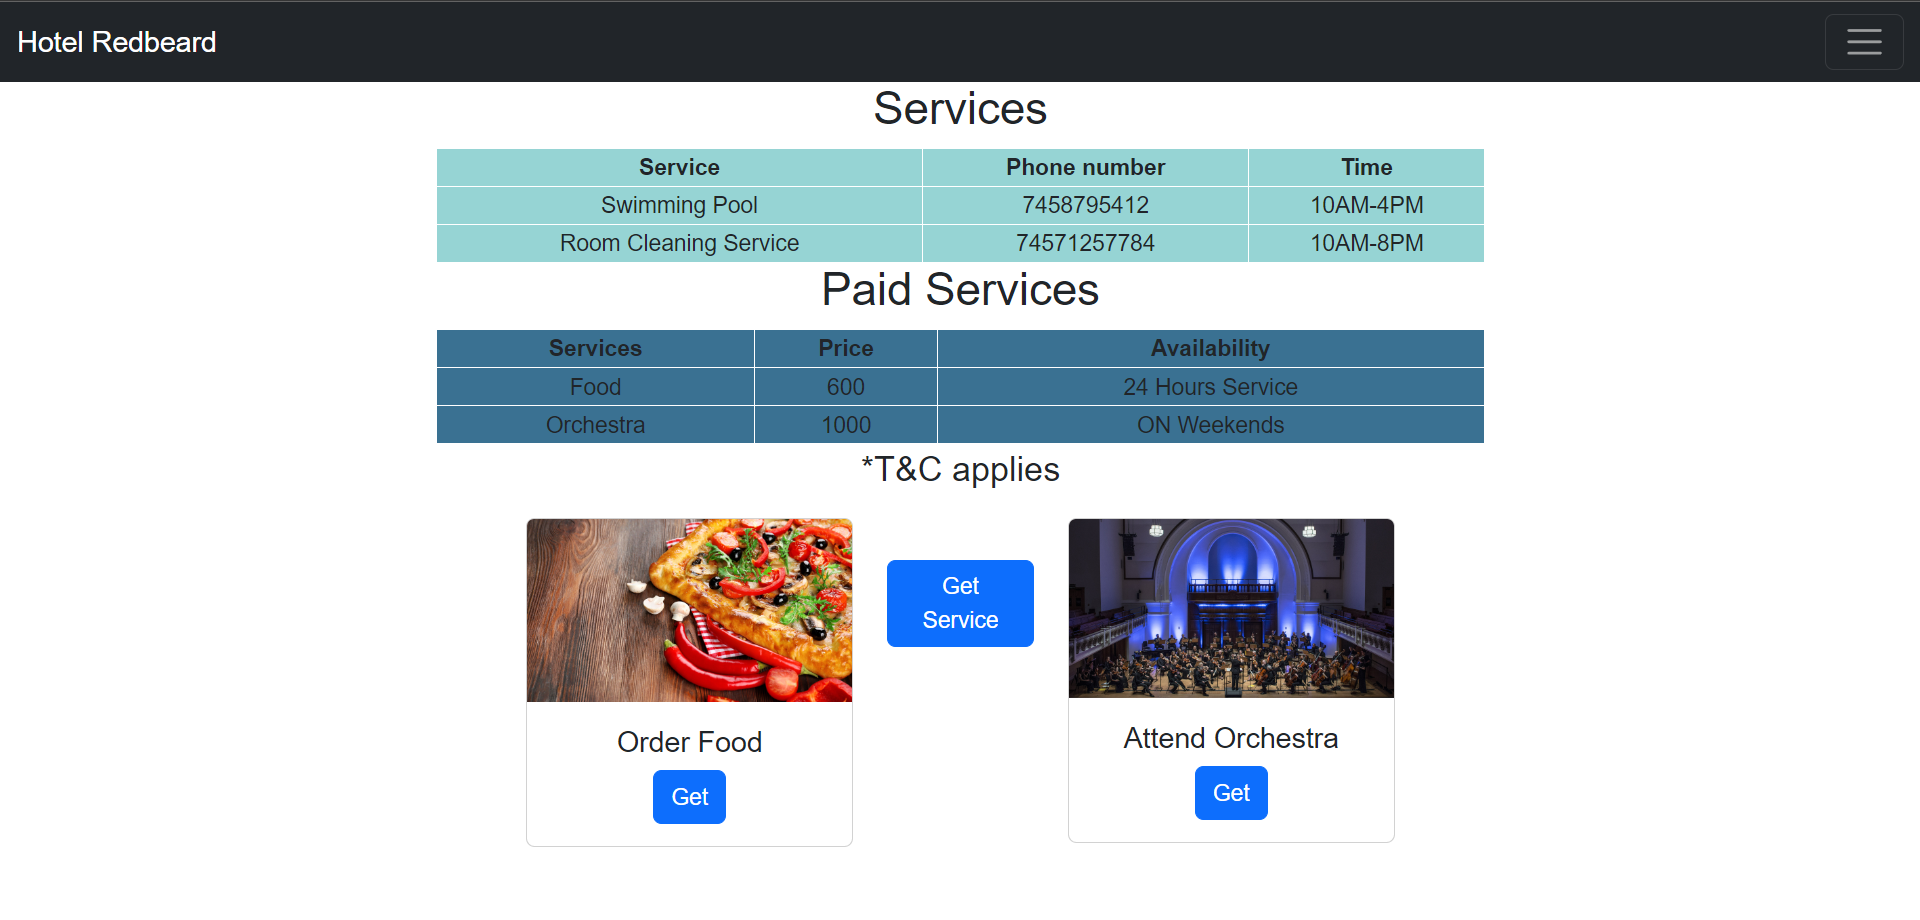 Hotel Redbeard
Services
Service Phone number Time
Swimming Pool 7458795412 10AM-4PM
Room Cleaning Service 74571257784 10AM-8PM
Paid Services
Services Price Availability
Food 600 24 Hours Service
Orchestra 1000 ON Weekends
*T&C applies
Get
Service
Order Food
Get
Attend Orchestra
Get